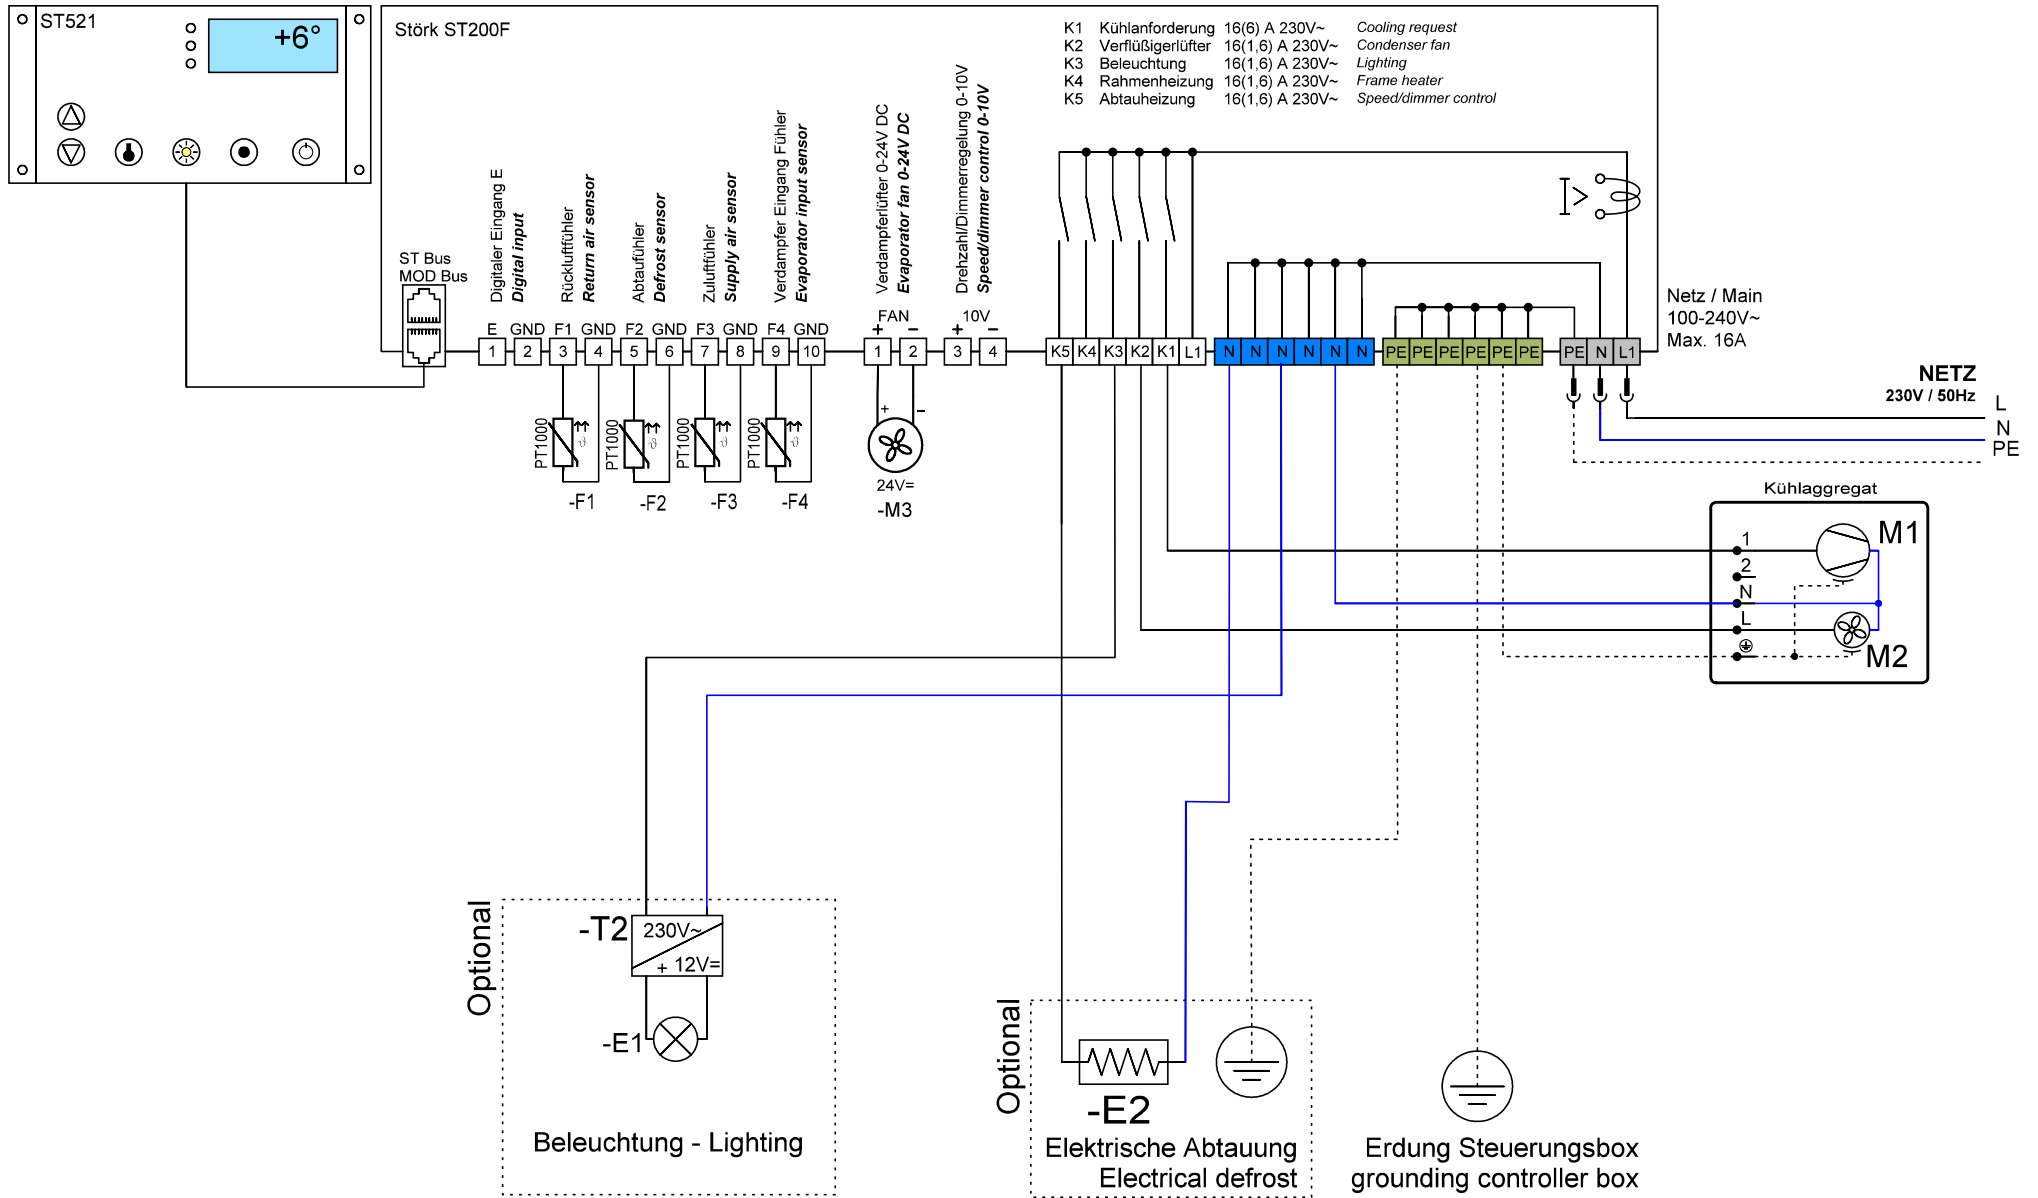 ST521
+6°
Störk ST200F
K1 Kühlanforderung 16(6) A 230V~ Cooling request
K2 Verflüßigerlüfter 16(1,6) A 230V~ Condenser fan
K3 Beleuchtung 16(1,6) A 230V~ Lighting
K4 Rahmenheizung 16(1,6) A 230V~ Frame heater
K5 Abtauheizung 16(1,6) A 230V~ Speed/dimmer control
ST Bus
MOD Bus
Digitaler Eingang E
Digital input
Rückluftfühler
Return air sensor
Abtaufühler
Defrost sensor
Zuluftfühler
Supply air sensor
Verdampfer Eingang Fühler
Evaporator input sensor
Verdampferlüfter 0-24V DC
Evaporator fan 0-24V DC
Drehzahl/Dimmerregelung 0-10V
Speed/dimmer control 0-10V
E GND F1 GND F2 GND F3 GND F4 GND
FAN
+ −
10V
+ −
1 2 3 4 5 6 7 8 9 10 1 2 3 4 K5 K4 K3 K2 K1 L1 N N N N N N PE PE PE PE PE PE PE N L1
Netz / Main
100-240V~
Max. 16A
NETZ
230V / 50Hz
L
N
PE
PT1000 ϑ
-F1
PT1000 ϑ
-F2
PT1000 ϑ
-F3
PT1000 ϑ
-F4
+ −
24V=
-M3
Kühlaggregat
1
2
N
L
M1
M2
Optional
-T2
230V~
+ 12V=
-E1
Beleuchtung - Lighting
Optional
-E2
Elektrische Abtauung
Electrical defrost
Erdung Steuerungsbox
grounding controller box